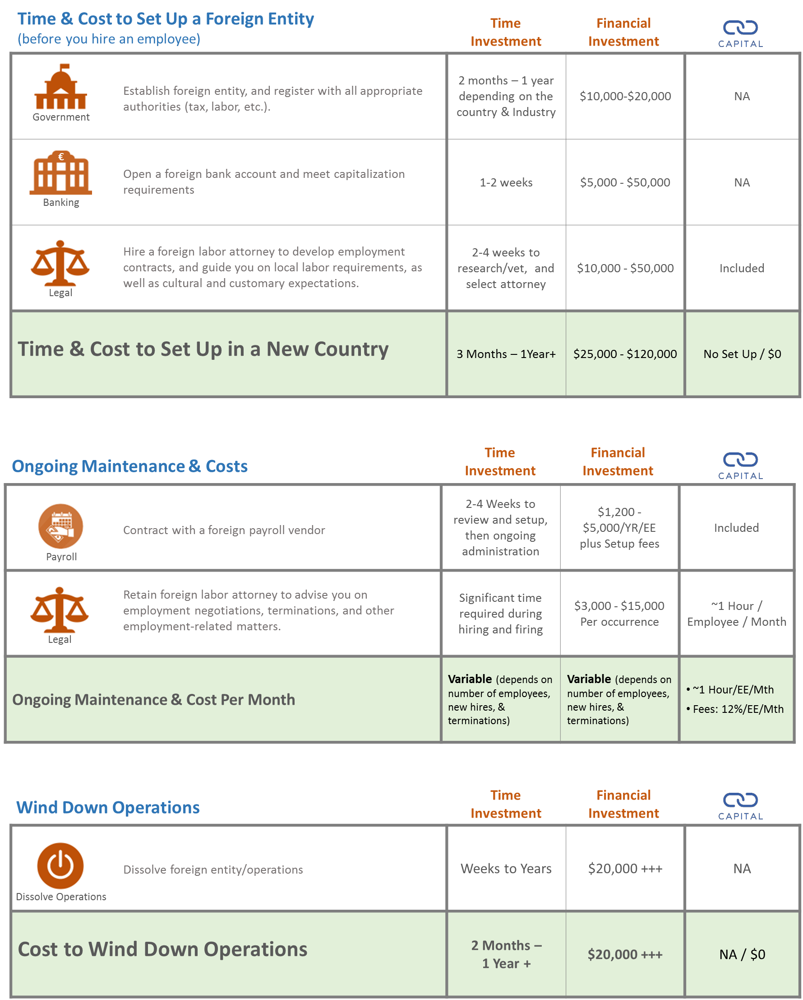 Time & Cost to Set Up a Foreign Entity
(before you hire an employee)
Time
Investment
Financial
Investment
CAPITAL
Government
Establish foreign entity, and register with all appropriate
authorities (tax, labor, etc.).
2 months – 1 year
depending on the
country & Industry
$10,000-$20,000
NA
€
Banking
Open a foreign bank account and meet capitalization
requirements
1-2 weeks
$5,000 - $50,000
NA
Legal
Hire a foreign labor attorney to develop employment
contracts, and guide you on local labor requirements, as
well as cultural and customary expectations.
2-4 weeks to
research/vet, and
select attorney
$10,000 - $50,000
Included
Time & Cost to Set Up in a New Country
3 Months – 1Year+
$25,000 - $120,000
No Set Up / $0
Ongoing Maintenance & Costs
Time
Investment
Financial
Investment
CAPITAL
Payroll
Contract with a foreign payroll vendor
2-4 Weeks to
review and setup,
then ongoing
administration
$1,200 -
$5,000/YR/EE
plus Setup fees
Included
Legal
Retain foreign labor attorney to advise you on
employment negotiations, terminations, and other
employment-related matters.
Significant time
required during
hiring and firing
$3,000 - $15,000
Per occurrence
~1 Hour /
Employee / Month
Ongoing Maintenance & Cost Per Month
Variable (depends on
number of employees,
new hires, &
terminations)
Variable (depends on
number of employees,
new hires, &
terminations)
• ~1 Hour/EE/Mth
• Fees: 12%/EE/Mth
Wind Down Operations
Time
Investment
Financial
Investment
CAPITAL
Dissolve Operations
Dissolve foreign entity/operations
Weeks to Years
$20,000 +++
NA
Cost to Wind Down Operations
2 Months –
1 Year +
$20,000 +++
NA / $0